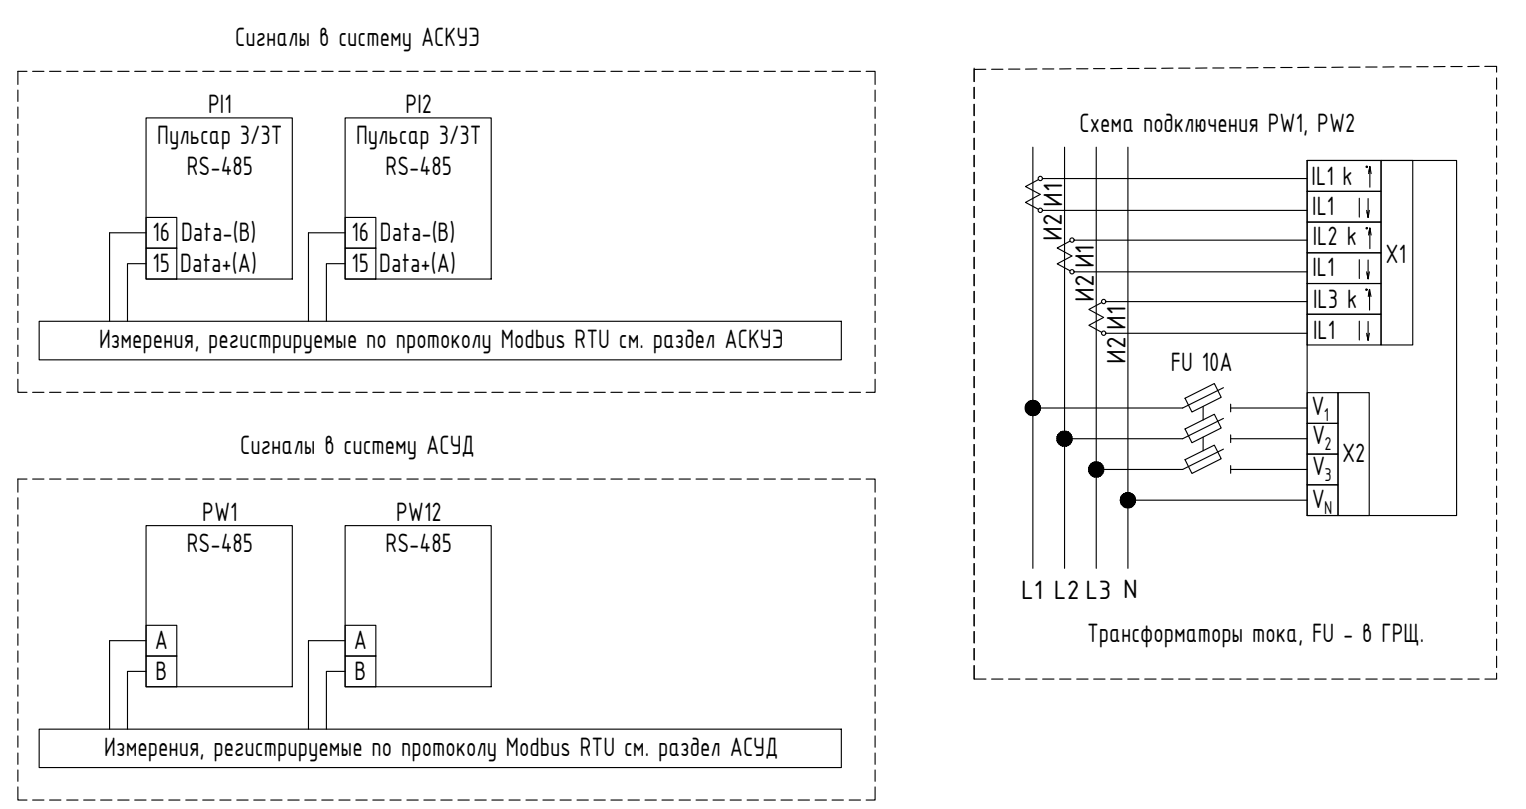 Сигналы в систему АСКУЭ
PI1
Пульсар 3/3Т
RS-485
16 Data-(B)
15 Data+(A)
PI2
Пульсар 3/3Т
RS-485
16 Data-(B)
15 Data+(A)
Измерения, регистрируемые по протоколу Modbus RTU см. раздел АСКУЭ
Сигналы в систему АСУД
PW1
RS-485
A
B
PW12
RS-485
A
B
Измерения, регистрируемые по протоколу Modbus RTU см. раздел АСУД
Схема подключения PW1, PW2
И1
И2
И1
И2
И1
И2
IL1 k
IL1 l
IL2 k
IL1 l
IL3 k
IL1 l
X1
FU 10A
V1
V2
V3
VN
X2
L1 L2 L3 N
Трансформаторы тока, FU - в ГРЩ.